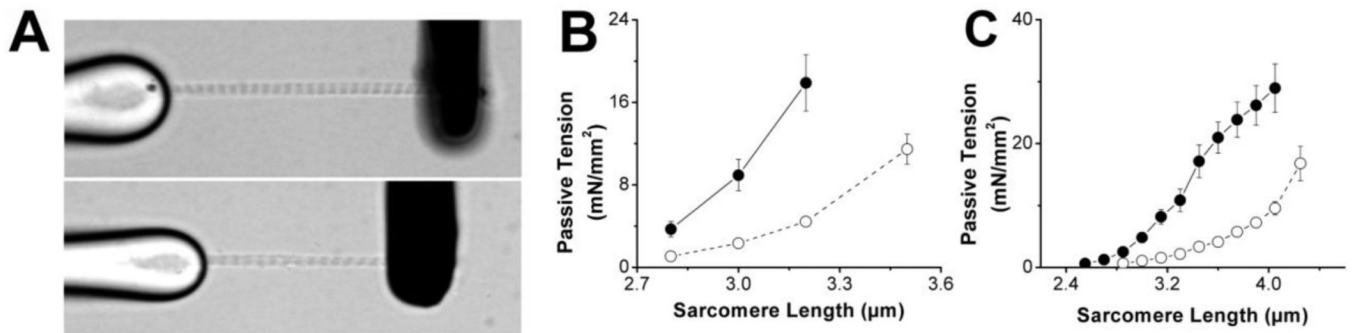 A
B
24
16
8
0
Passive Tension
(mN/mm²)
2.7
3.0
3.3
3.6
Sarcomere Length (µm)
C
40
20
0
Passive Tension
(mN/mm²)
2.4
3.2
4.0
Sarcomere Length (µm)